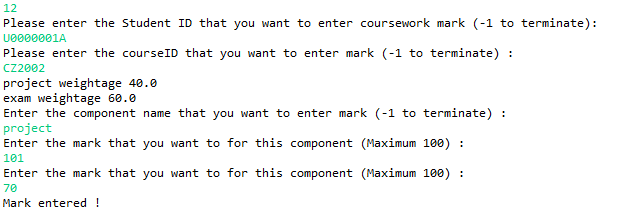 12
Please enter the Student ID that you want to enter coursework mark (-1 to terminate):
U0000001A
Please enter the courseID that you want to enter mark (-1 to terminate) :
CZ2002
project weightage 40.0
exam weightage 60.0
Enter the component name that you want to enter mark (-1 to terminate) :
project
Enter the mark that you want to for this component (Maximum 100) :
101
Enter the mark that you want to for this component (Maximum 100) :
70
Mark entered !